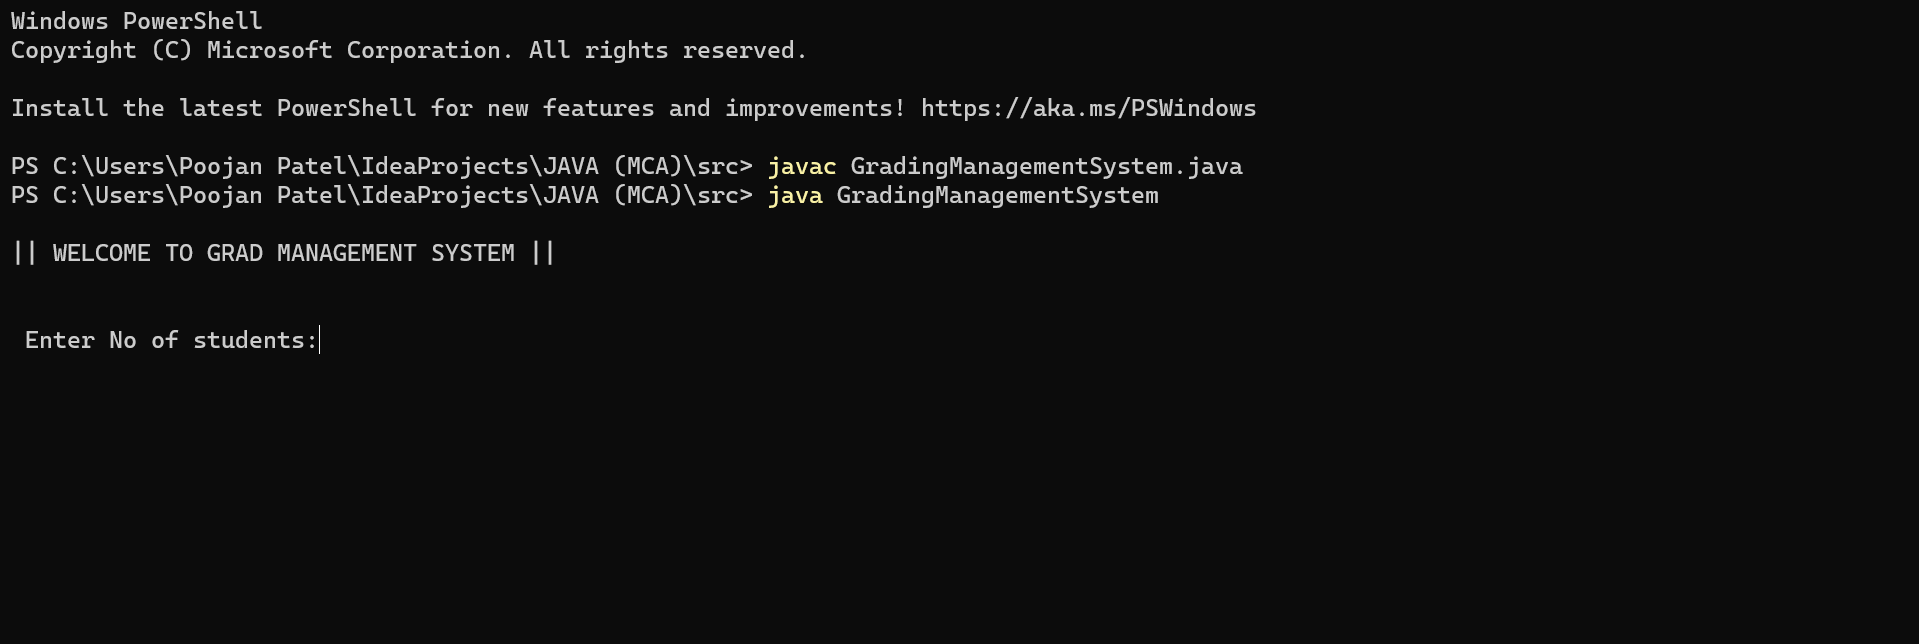 Windows PowerShell
Copyright (C) Microsoft Corporation. All rights reserved.
Install the latest PowerShell for new features and improvements! https://aka.ms/PSWindows
PS C:\Users\Poojan Patel\IdeaProjects\JAVA (MCA)\src> javac GradingManagementSystem.java
PS C:\Users\Poojan Patel\IdeaProjects\JAVA (MCA)\src> java GradingManagementSystem
|| WELCOME TO GRAD MANAGEMENT SYSTEM ||
Enter No of students: